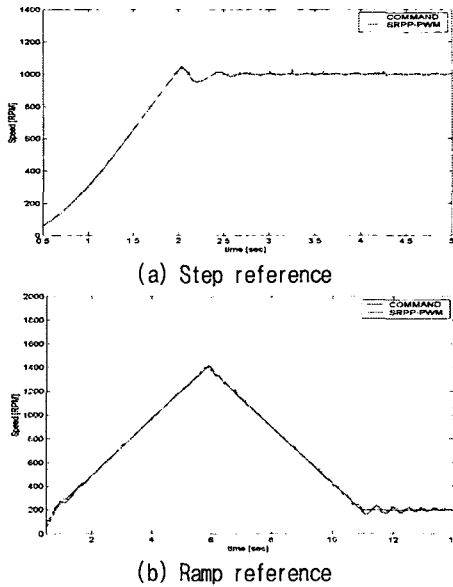 1400
1200
1000
800
600
400
200
0
Speed [RPM]
COMMAND
SRPP-PWM
0.5 1 1.5 2 2.5 3 3.5 4 4.5 5
time [sec]
(a) Step reference
2000
1800
1600
1400
1200
1000
800
600
400
200
0
Speed [RPM]
COMMAND
SRPP-PWM
2 4 6 8 10 12 14
time [sec]
(b) Ramp reference